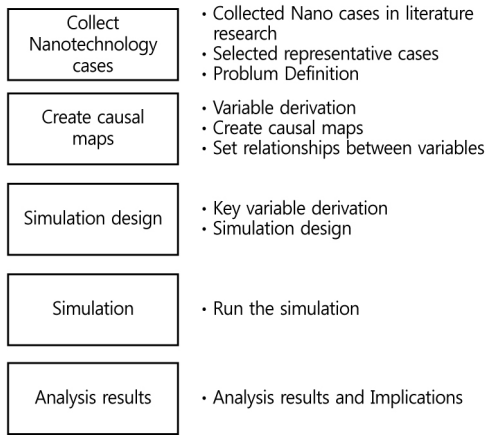 Collect
Nanotechnology
cases
• Collected Nano cases in literature
research
• Selected representative cases
• Problum Definition
Create causal
maps
• Variable derivation
• Create causal maps
• Set relationships between variables
Simulation design
• Key variable derivation
• Simulation design
Simulation
• Run the simulation
Analysis results
• Analysis results and Implications